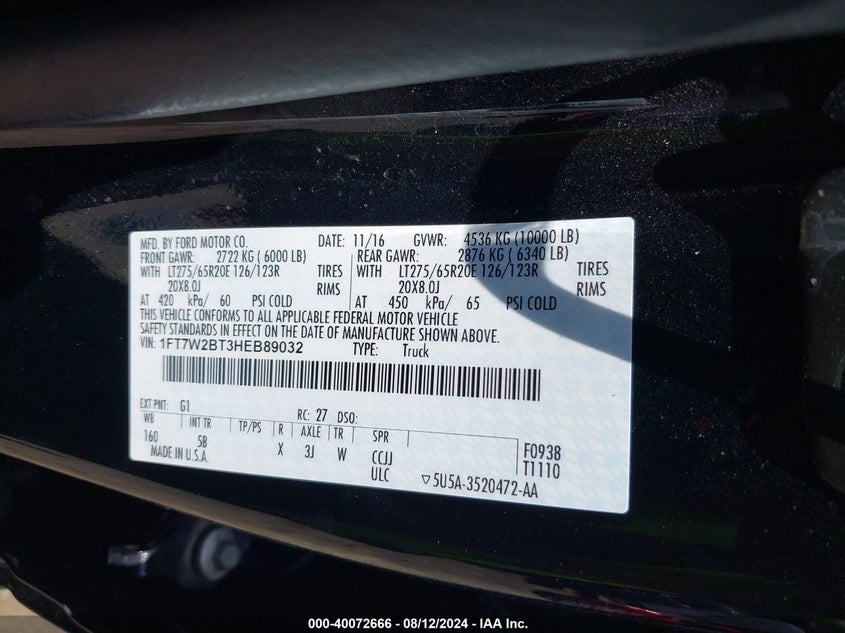 MFD. BY FORD MOTOR CO. DATE: 11/16 GVWR: 4536 KG (10000 LB)
FRONT GAWR: 2722 KG ( 6000 LB) REAR GAWR: 2876 KG ( 6340 LB)
WITH LT275/65R20E 126/123R TIRES WITH LT275/65R20E 126/123R TIRES
20X8.0J RIMS 20X8.0J RIMS
AT 420 kPa/ 60 PSI COLD AT 450 kPa/ 65 PSI COLD
THIS VEHICLE CONFORMS TO ALL APPLICABLE FEDERAL MOTOR VEHICLE
SAFETY STANDARDS IN EFFECT ON THE DATE OF MANUFACTURE SHOWN ABOVE.
VIN: 1FT7W2BT3HEB89032 TYPE: Truck
EXT PNT: G1 RC: 27 DSO:
WB INT TR TP/PS R AXLE TR SPR
160 5B X 3J W CCJJ F0938
MADE IN U.S.A. ULC T1110
▽5U5A-3520472-AA
000-40072666 - 08/12/2024 - IAA Inc.